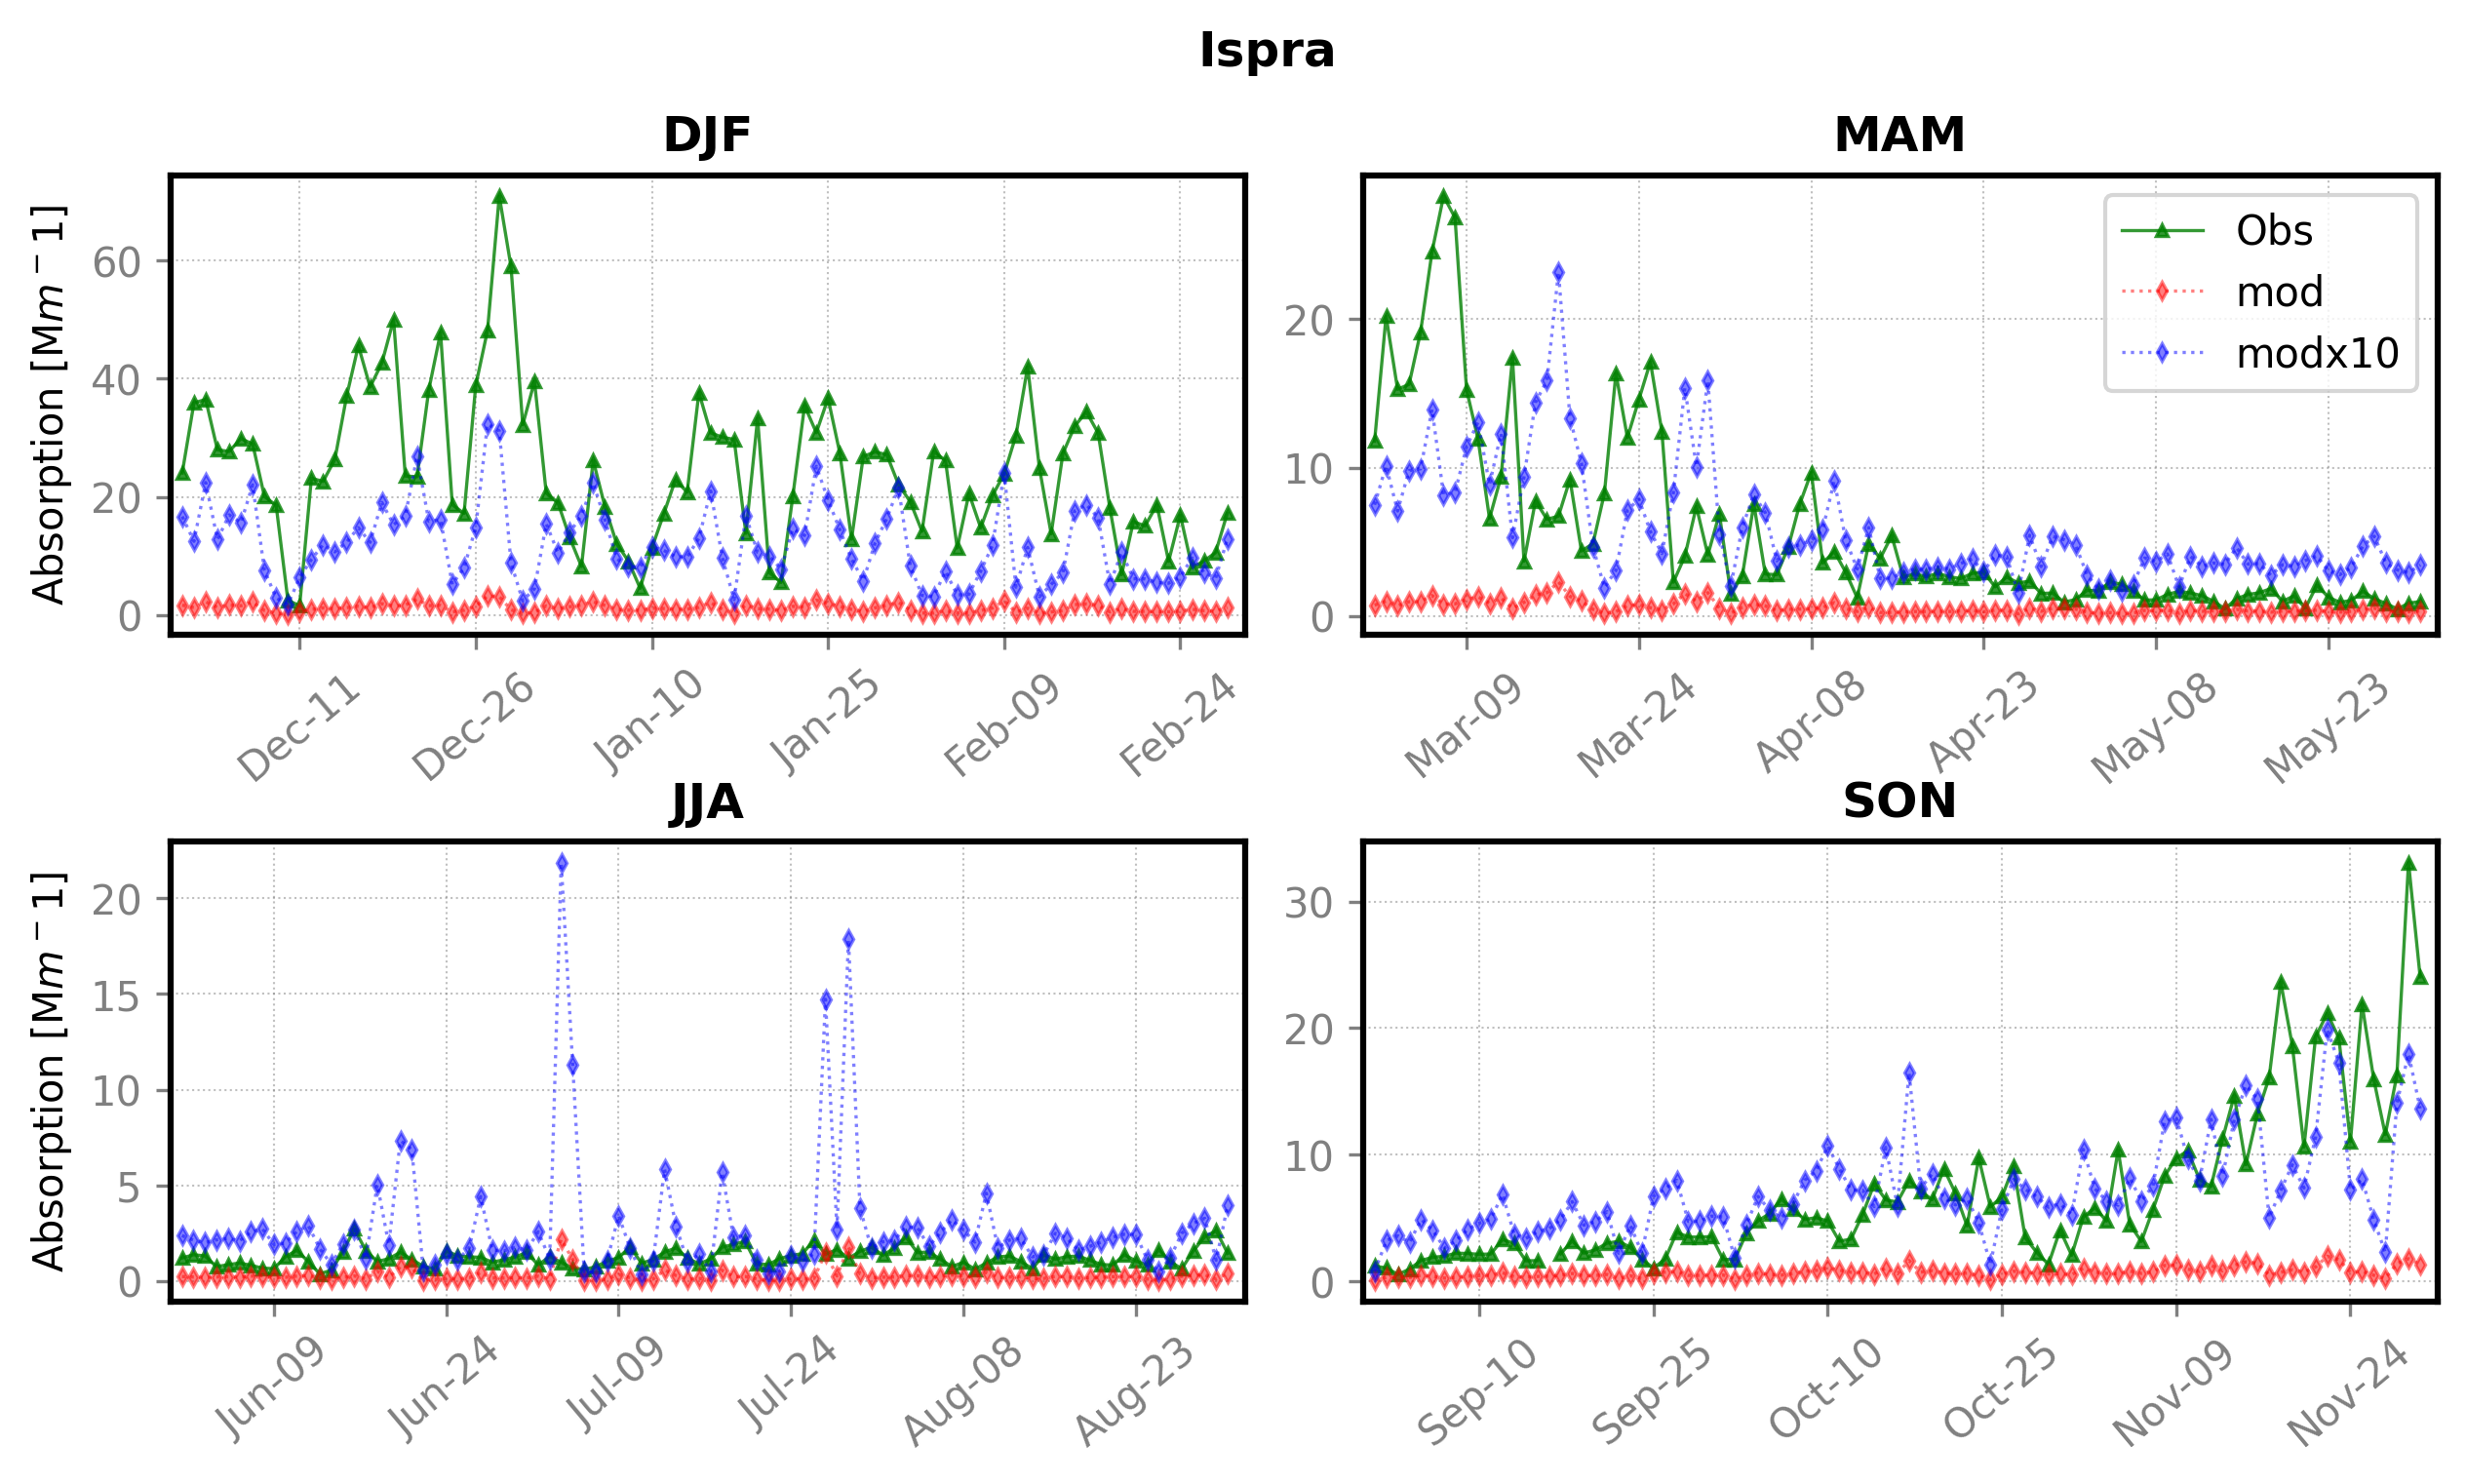 Ispra
DJF
MAM
Absorption [Mm − 1]
60
40
20
0
Dec-11
Dec-26
Jan-10
Jan-25
Feb-09
Feb-24
20
10
0
Obs
mod
modx10
Mar-09
Mar-24
Apr-08
Apr-23
May-08
May-23
JJA
SON
Absorption [Mm − 1]
20
15
10
5
0
Jun-09
Jun-24
Jul-09
Jul-24
Aug-08
Aug-23
30
20
10
0
Sep-10
Sep-25
Oct-10
Oct-25
Nov-09
Nov-24